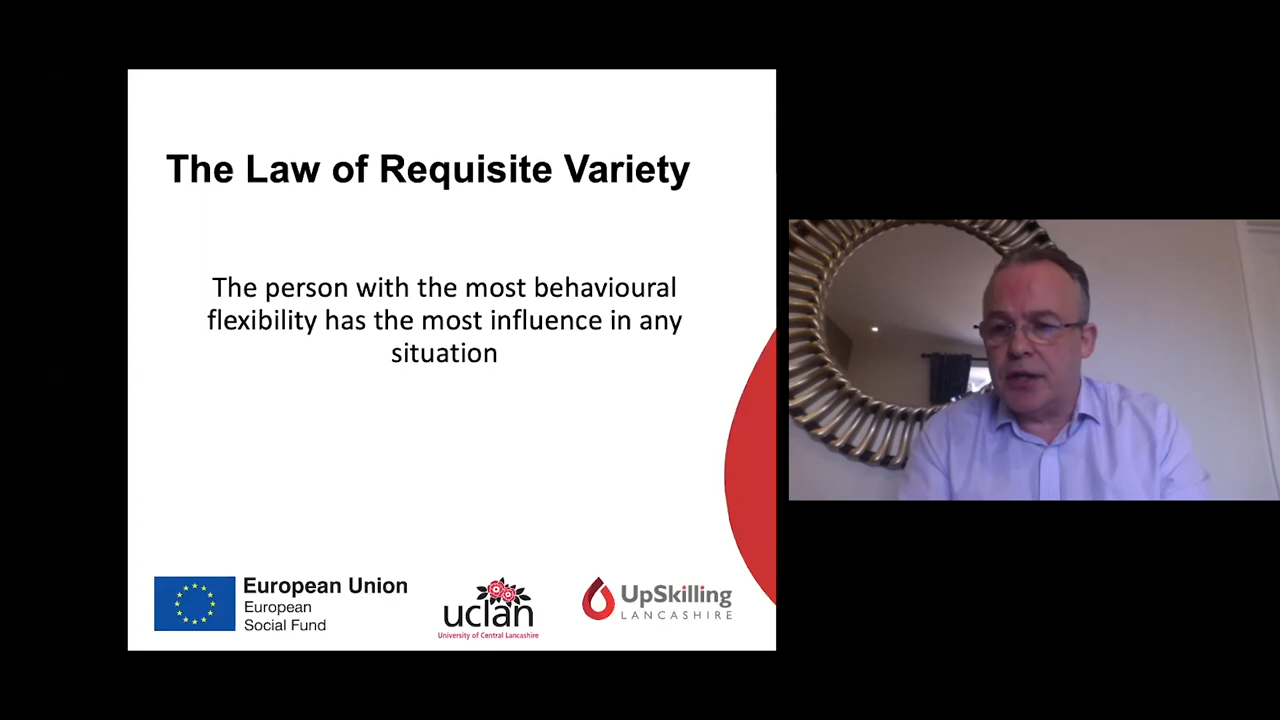 The Law of Requisite Variety
The person with the most behavioural
flexibility has the most influence in any
situation
European Union
European
Social Fund
uclan
University of Central Lancashire
UpSkilling
LANCASHIRE